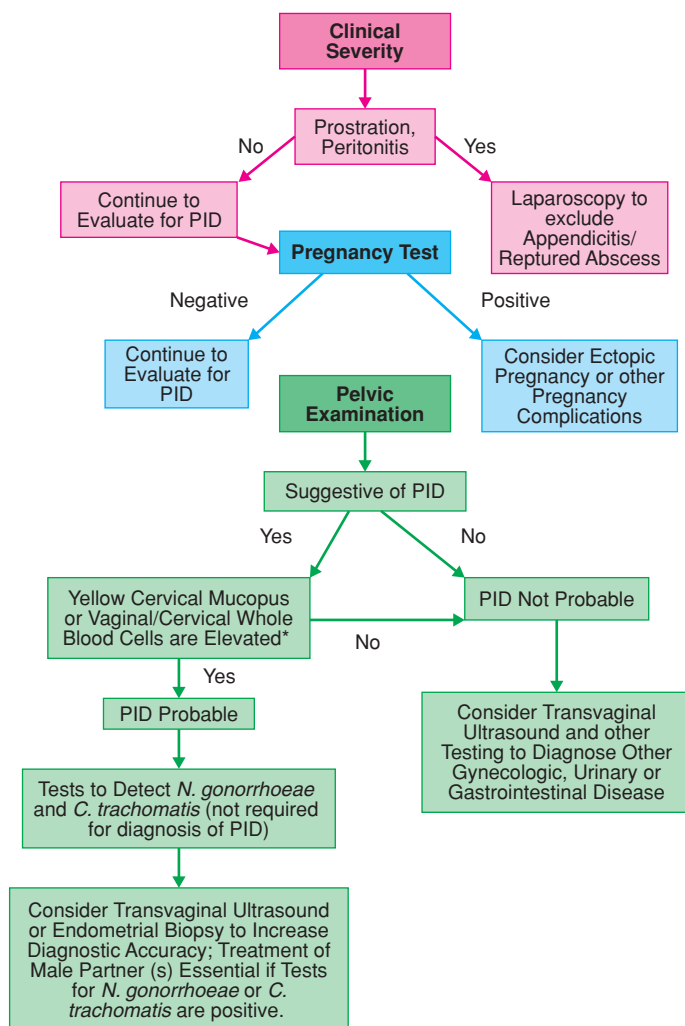 Clinical
Severity
Prostration,
Peritonitis
No
Yes
Continue to
Evaluate for PID
Laparoscopy to
exclude
Appendicitis/
Reptured Abscess
Pregnancy Test
Negative
Positive
Continue to
Evaluate for
PID
Consider Ectopic
Pregnancy or other
Pregnancy
Complications
Pelvic
Examination
Suggestive of PID
Yes
No
Yellow Cervical Mucopus
or Vaginal/Cervical Whole
Blood Cells are Elevated*
No
PID Not Probable
Yes
PID Probable
Consider Transvaginal
Ultrasound and other
Testing to Diagnose Other
Gynecologic, Urinary or
Gastrointestinal Disease
Tests to Detect N. gonorrhoeae
and C. trachomatis (not required
for diagnosis of PID)
Consider Transvaginal Ultrasound
or Endometrial Biopsy to Increase
Diagnostic Accuracy; Treatment of
Male Partner (s) Essential if Tests
for N. gonorrhoeae or C.
trachomatis are positive.